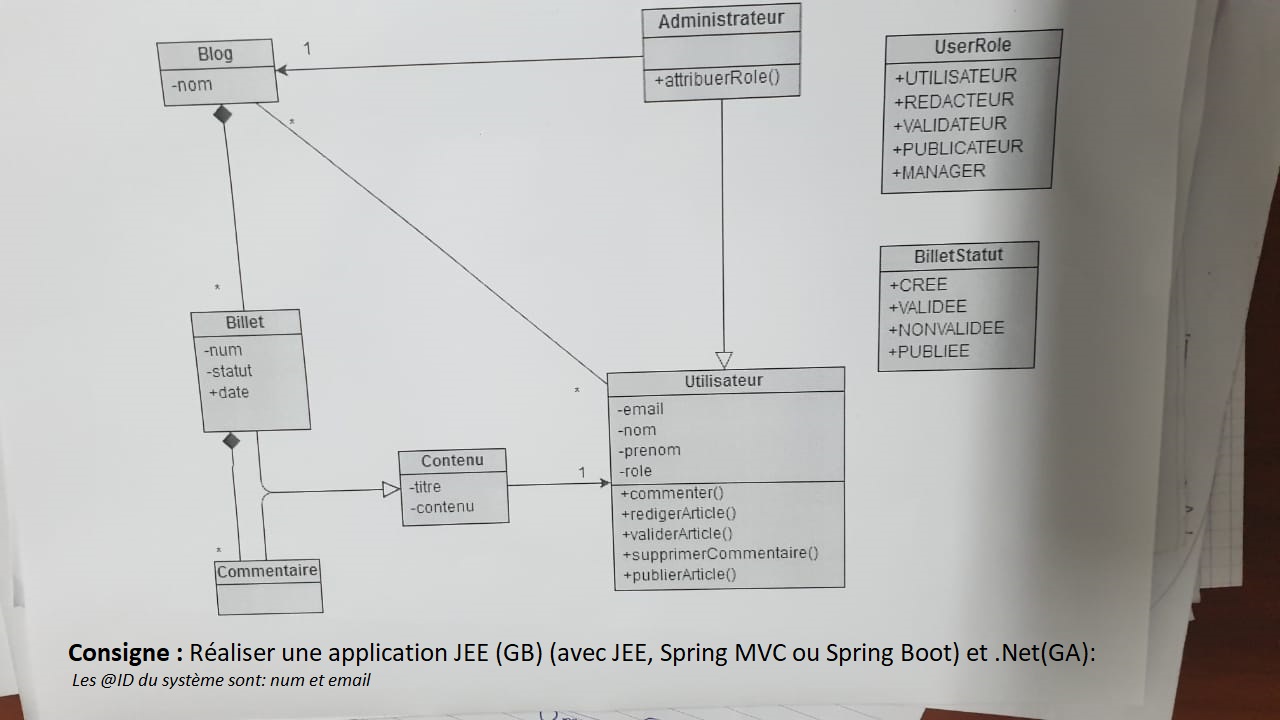 Blog
-nom
1
*
Administrateur
+attribuerRole()
UserRole
+UTILISATEUR
+REDACTEUR
+VALIDATEUR
+PUBLICATEUR
+MANAGER
BilletStatut
+CREE
+VALIDEE
+NONVALIDEE
+PUBLIEE
*
Billet
-num
-statut
+date
*
Utilisateur
-email
-nom
-prenom
-role
+commenter()
+redigerArticle()
+validerArticle()
+supprimerCommentaire()
+publierArticle()
Contenu
-titre
-contenu
1
*
Commentaire
Consigne : Réaliser une application JEE (GB) (avec JEE, Spring MVC ou Spring Boot) et .Net(GA):
Les @ID du système sont: num et email